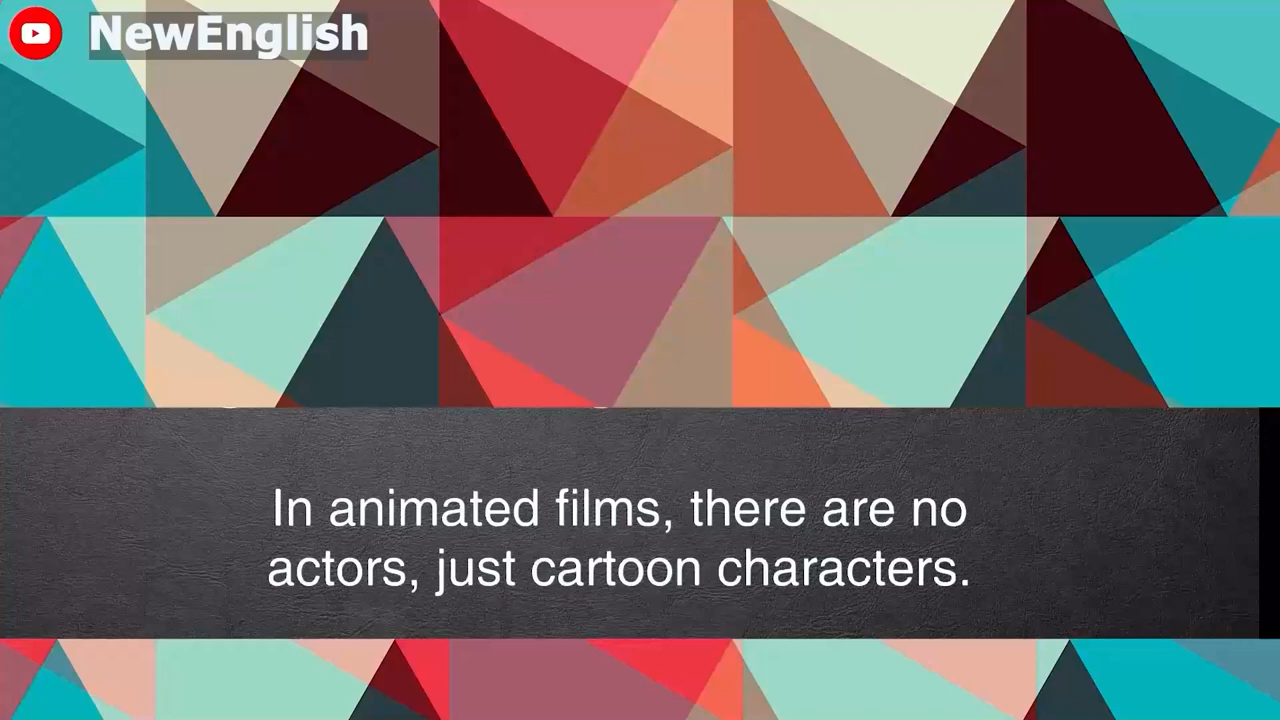 NewEnglish
In animated films, there are no
actors, just cartoon characters.